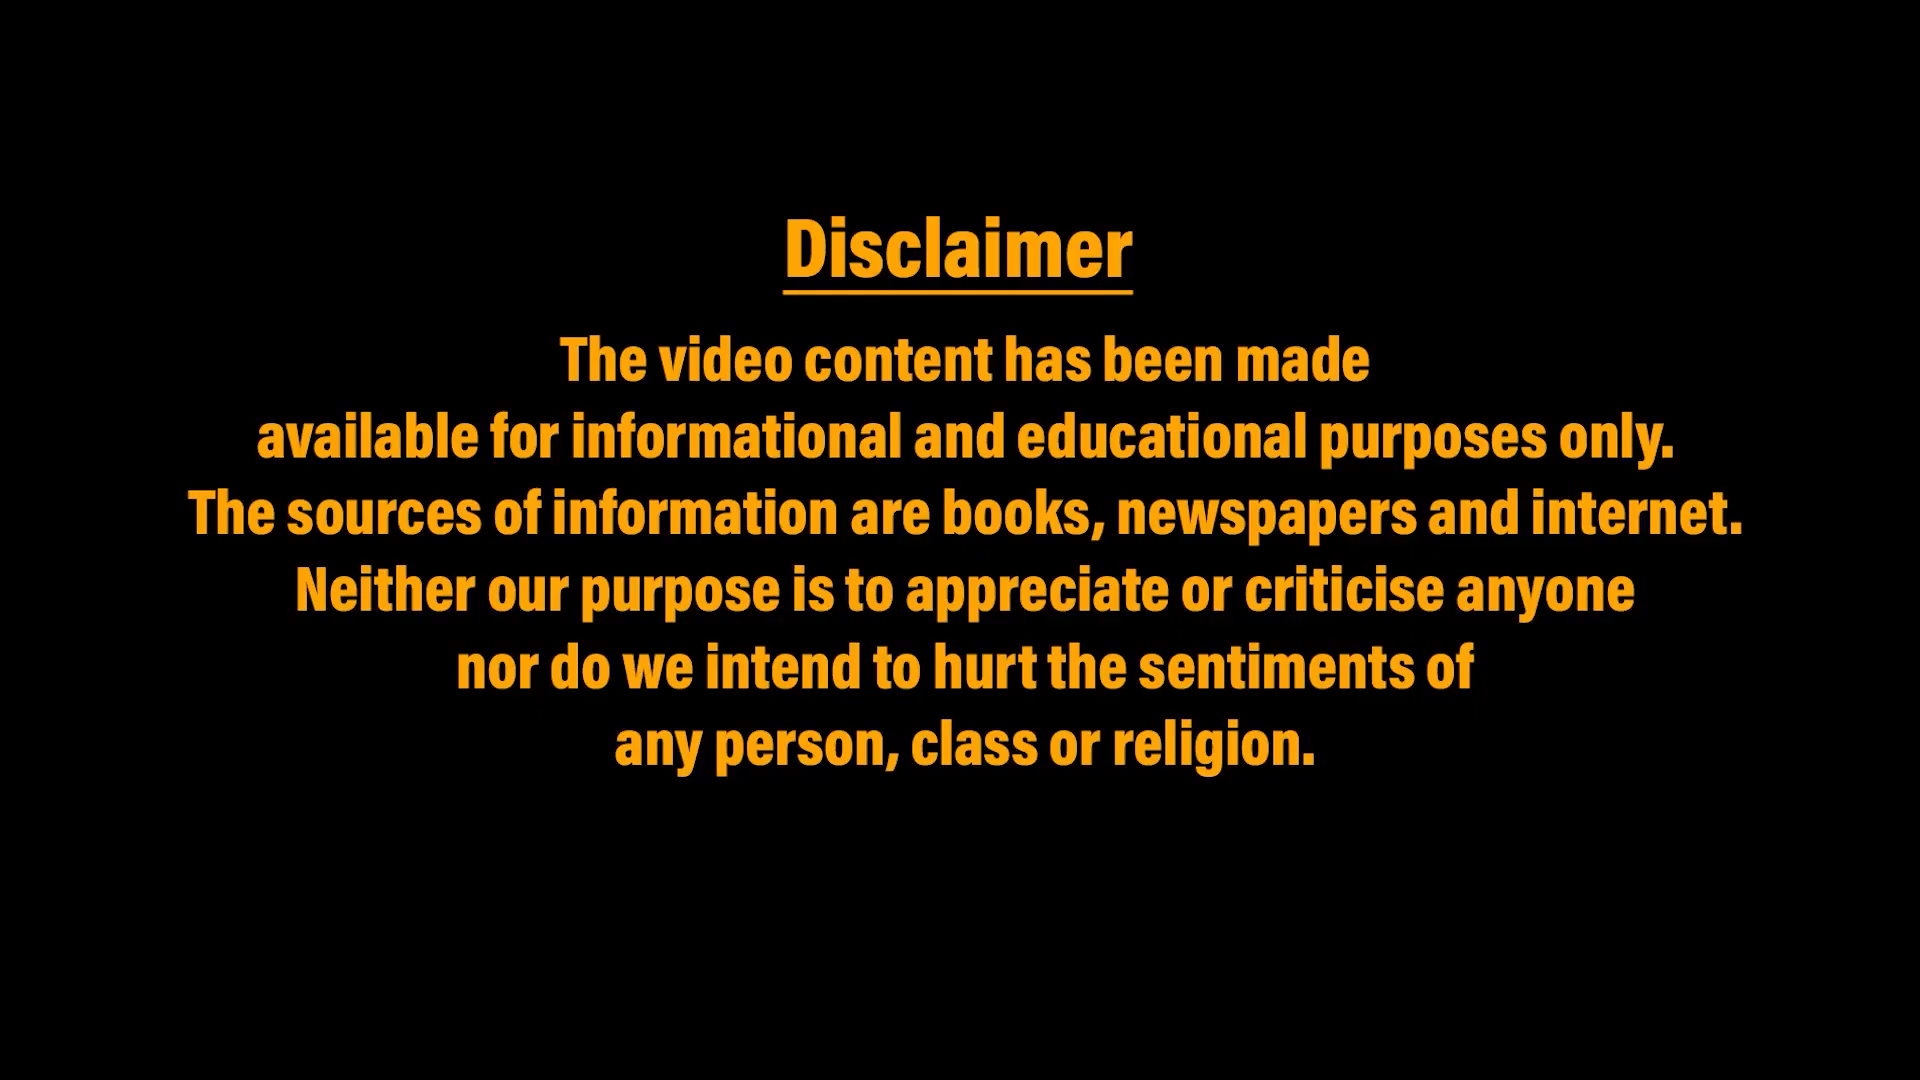 Disclaimer
The video content has been made
available for informational and educational purposes only.
The sources of information are books, newspapers and internet.
Neither our purpose is to appreciate or criticise anyone
nor do we intend to hurt the sentiments of
any person, class or religion.